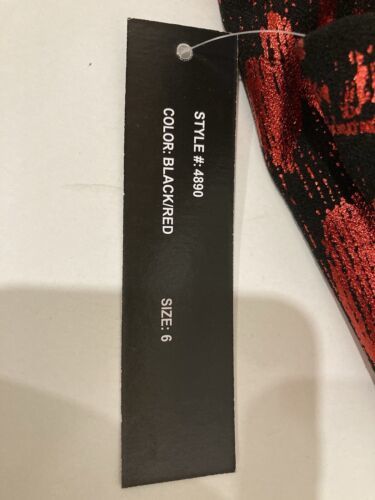 STYLE #: 4890
COLOR: BLACK/RED
SIZE: 6